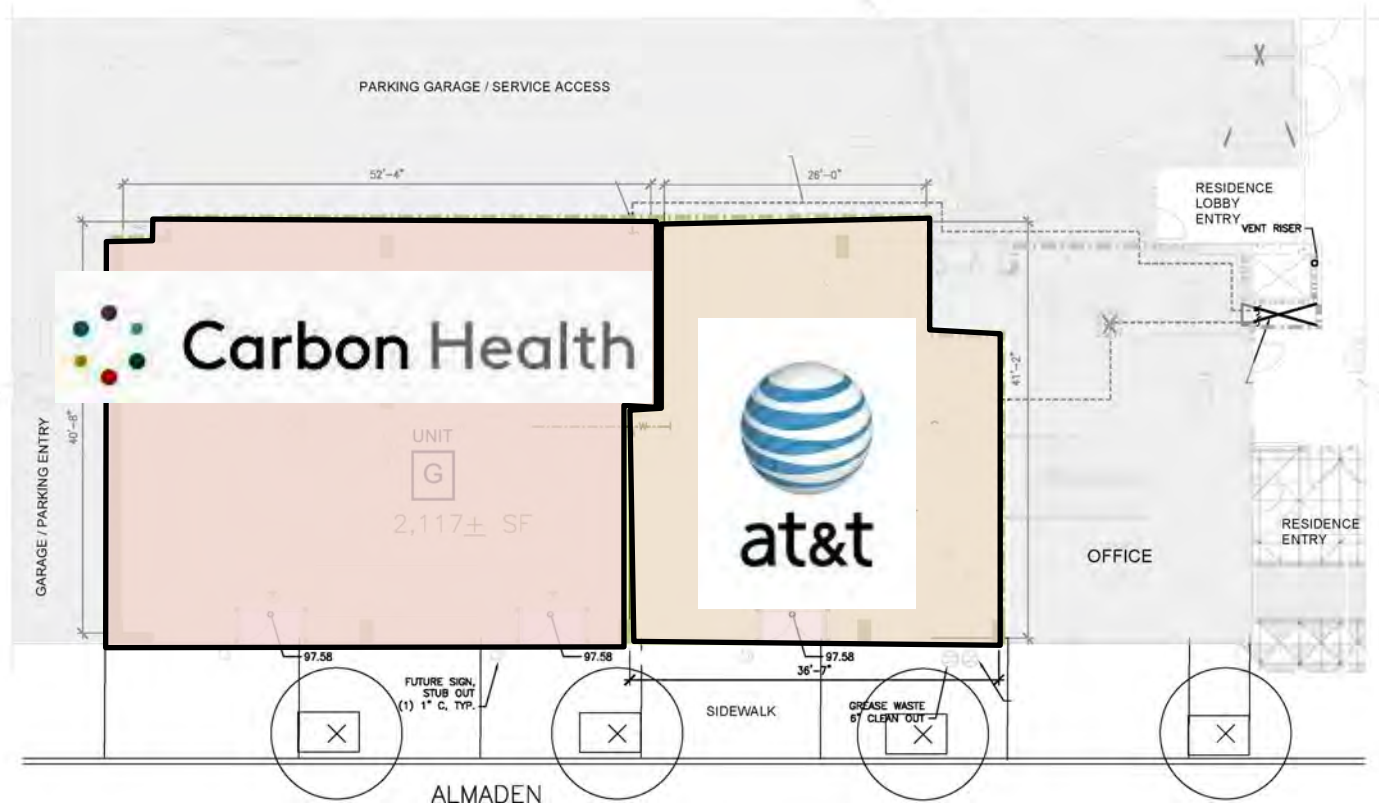 PARKING GARAGE / SERVICE ACCESS
52'-4"
26'-0"
RESIDENCE
LOBBY
ENTRY
VENT RISER
Carbon Health
at&t
41'-2"
40'-8"
GARAGE / PARKING ENTRY
UNIT
G
2,117± SF
OFFICE
RESIDENCE
ENTRY
97.58
97.58
97.58
36'-7"
FUTURE SIGN,
STUB OUT
(1) 1" C, TYP.
SIDEWALK
GREASE WASTE
6" CLEAN OUT
ALMADEN